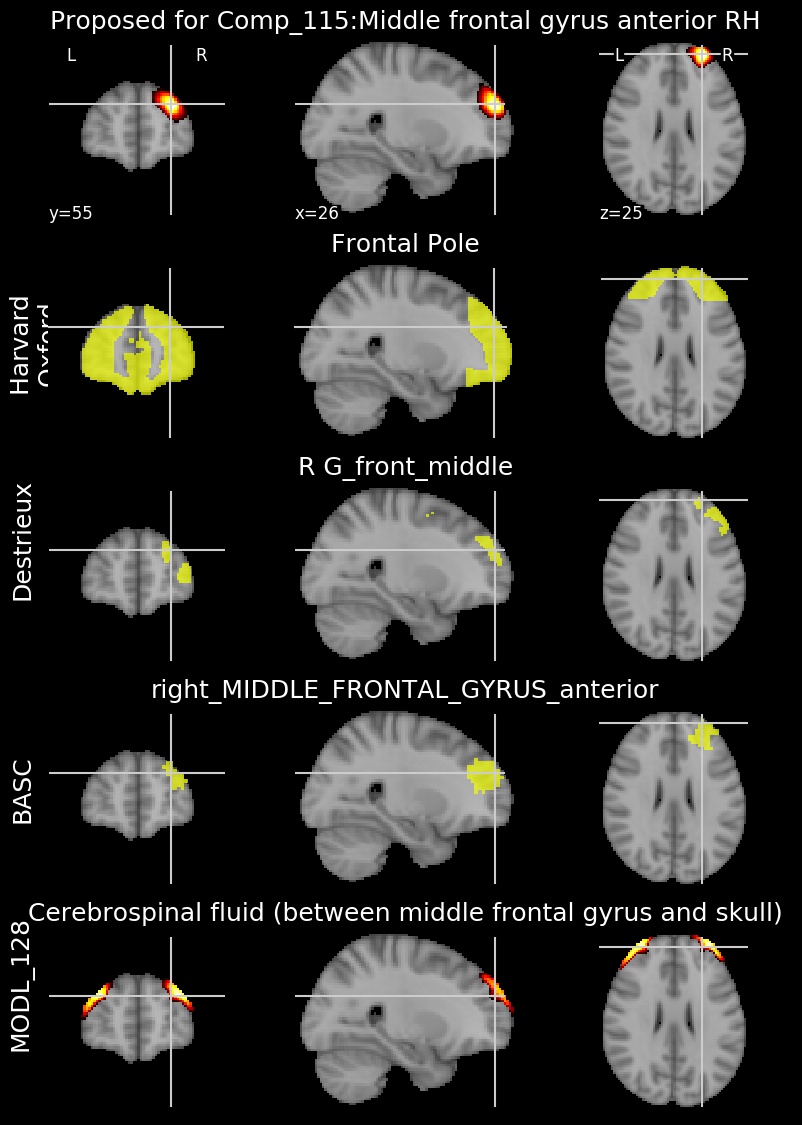 Proposed for Comp_115:Middle frontal gyrus anterior RH
L R
L R
y=55
x=26
z=25
Frontal Pole
Harvard
Oxford
R G_front_middle
Destrieux
right_MIDDLE_FRONTAL_GYRUS_anterior
BASC
Cerebrospinal fluid (between middle frontal gyrus and skull)
MODL_128